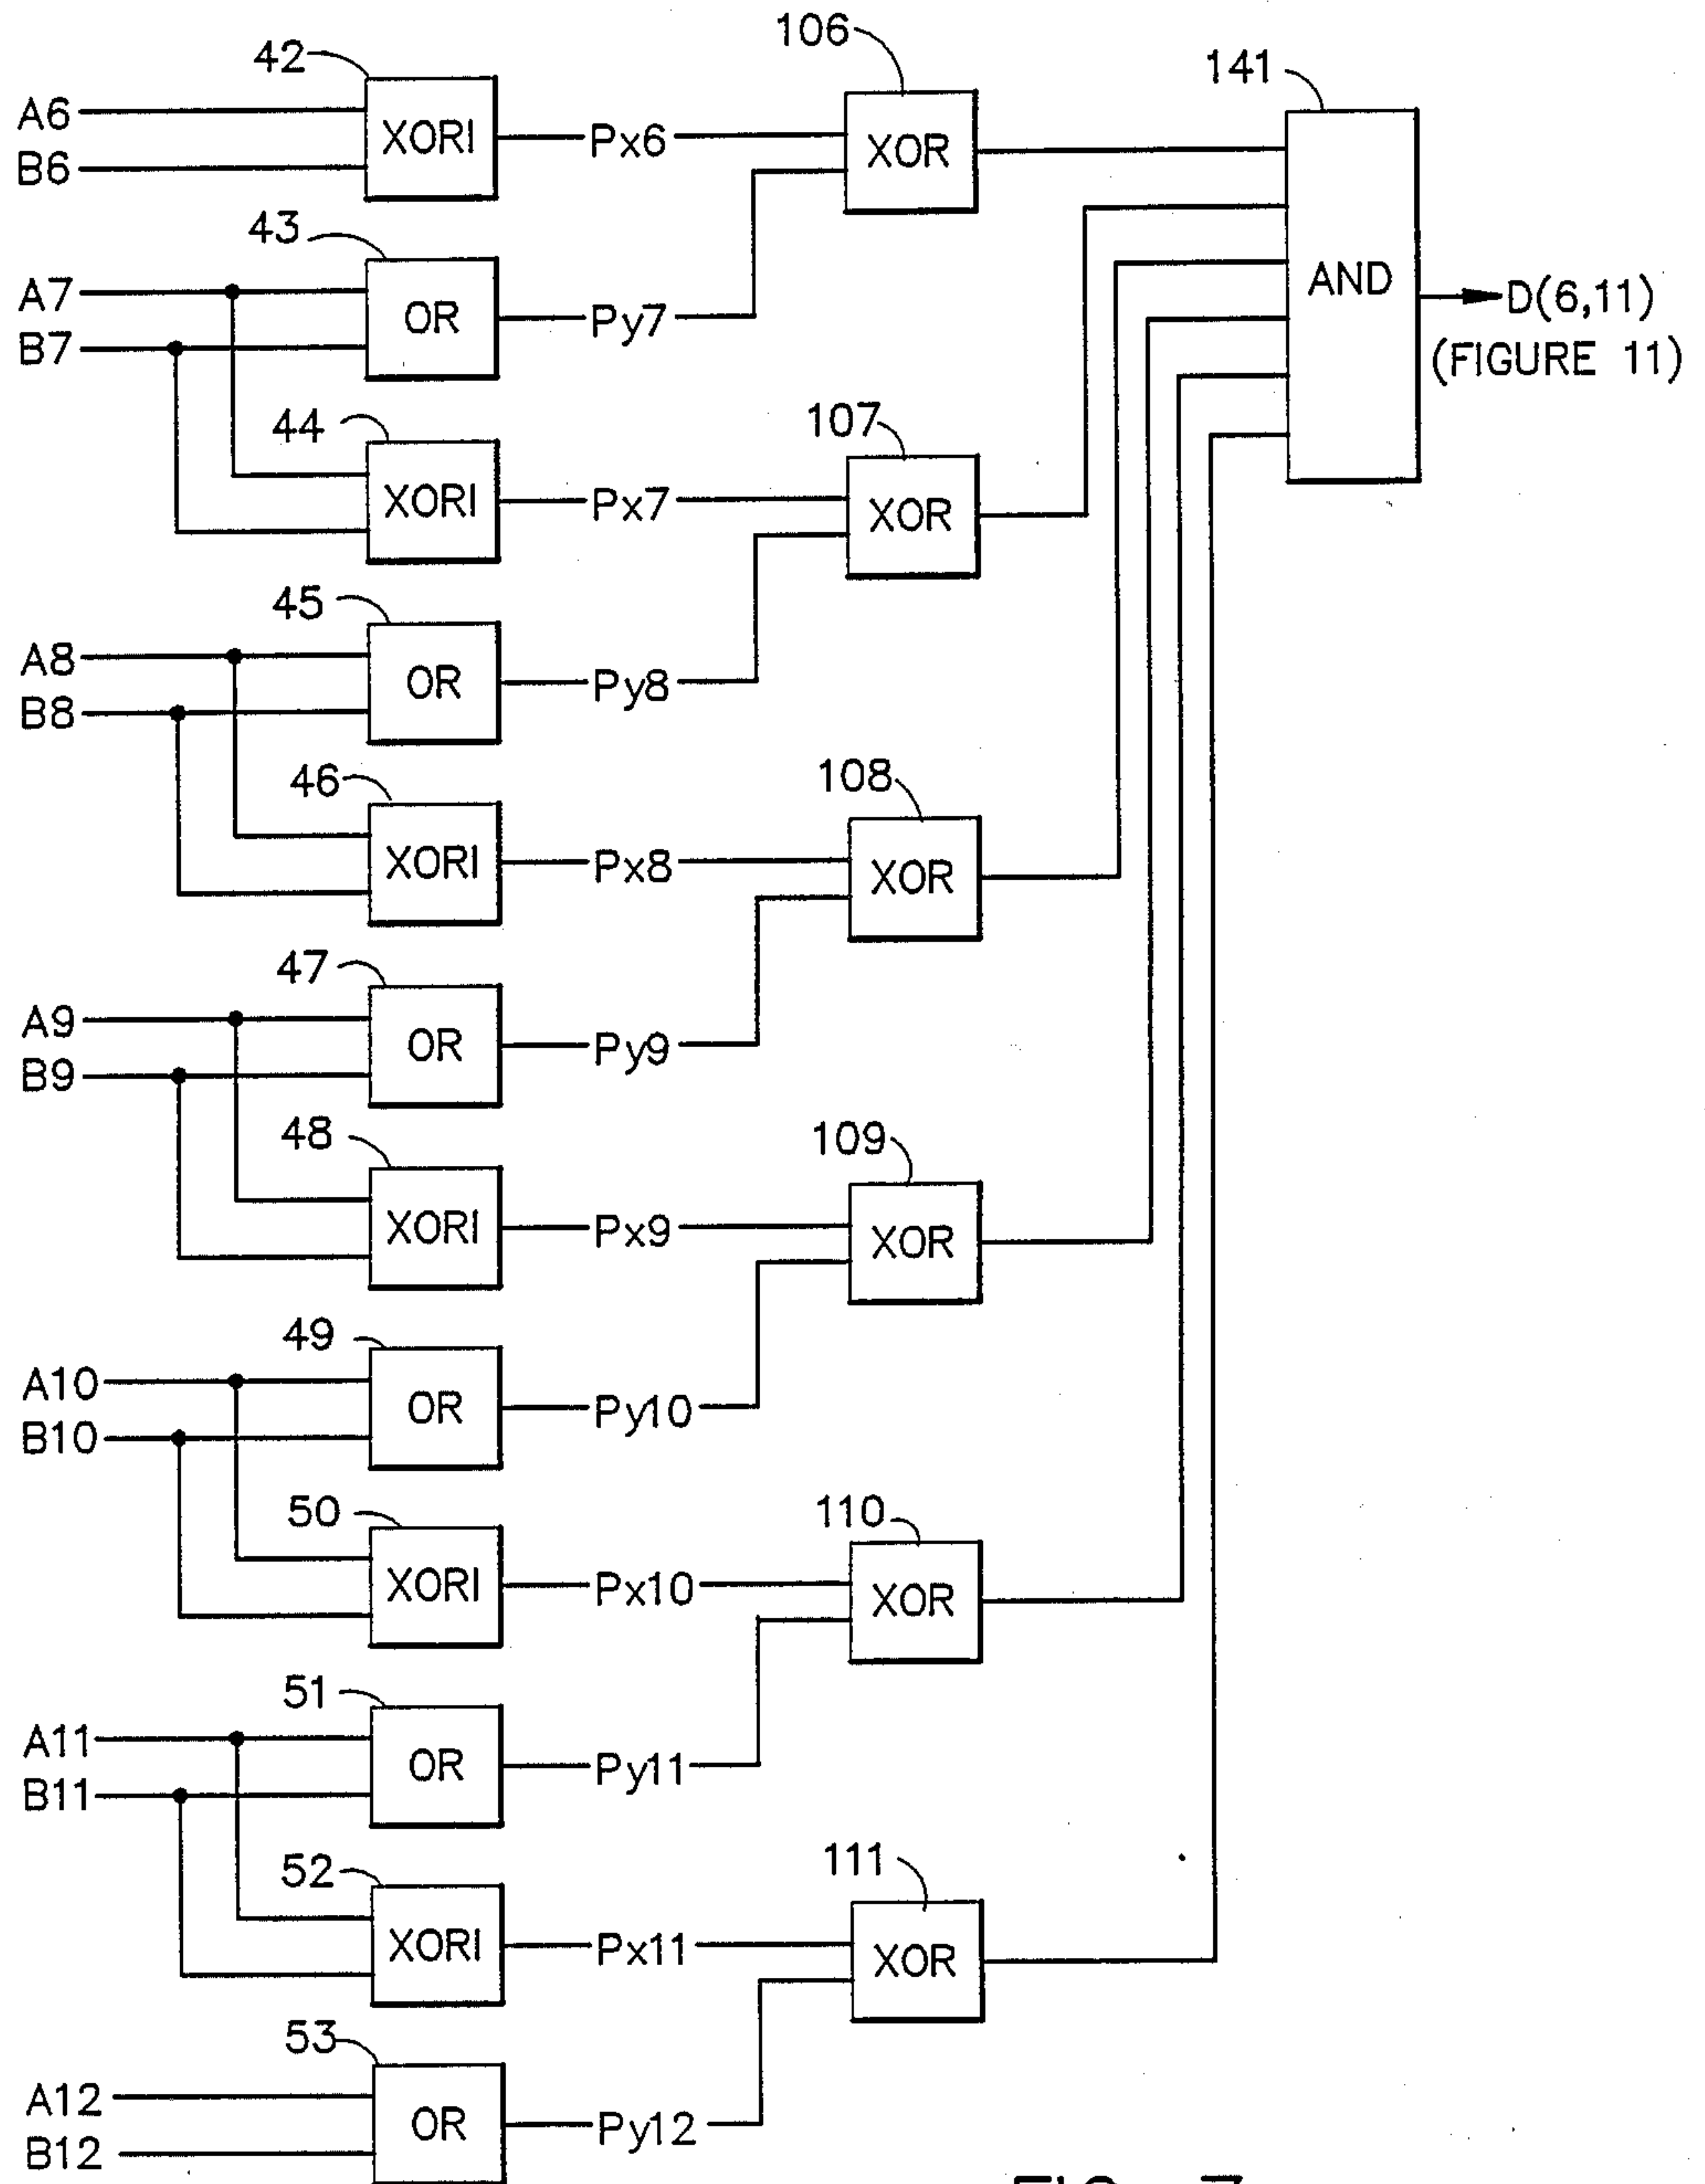 42
106
141
A6
B6
XORI
Px6
XOR
43
A7
B7
OR
Py7
AND
D(6,11)
(FIGURE 11)
44
XORI
Px7
107
XOR
45
A8
B8
OR
Py8
46
XORI
Px8
108
XOR
47
A9
B9
OR
Py9
48
XORI
Px9
109
XOR
49
A10
B10
OR
Py10
50
XORI
Px10
110
XOR
51
A11
B11
OR
Py11
52
XORI
Px11
111
XOR
53
A12
B12
OR
Py12